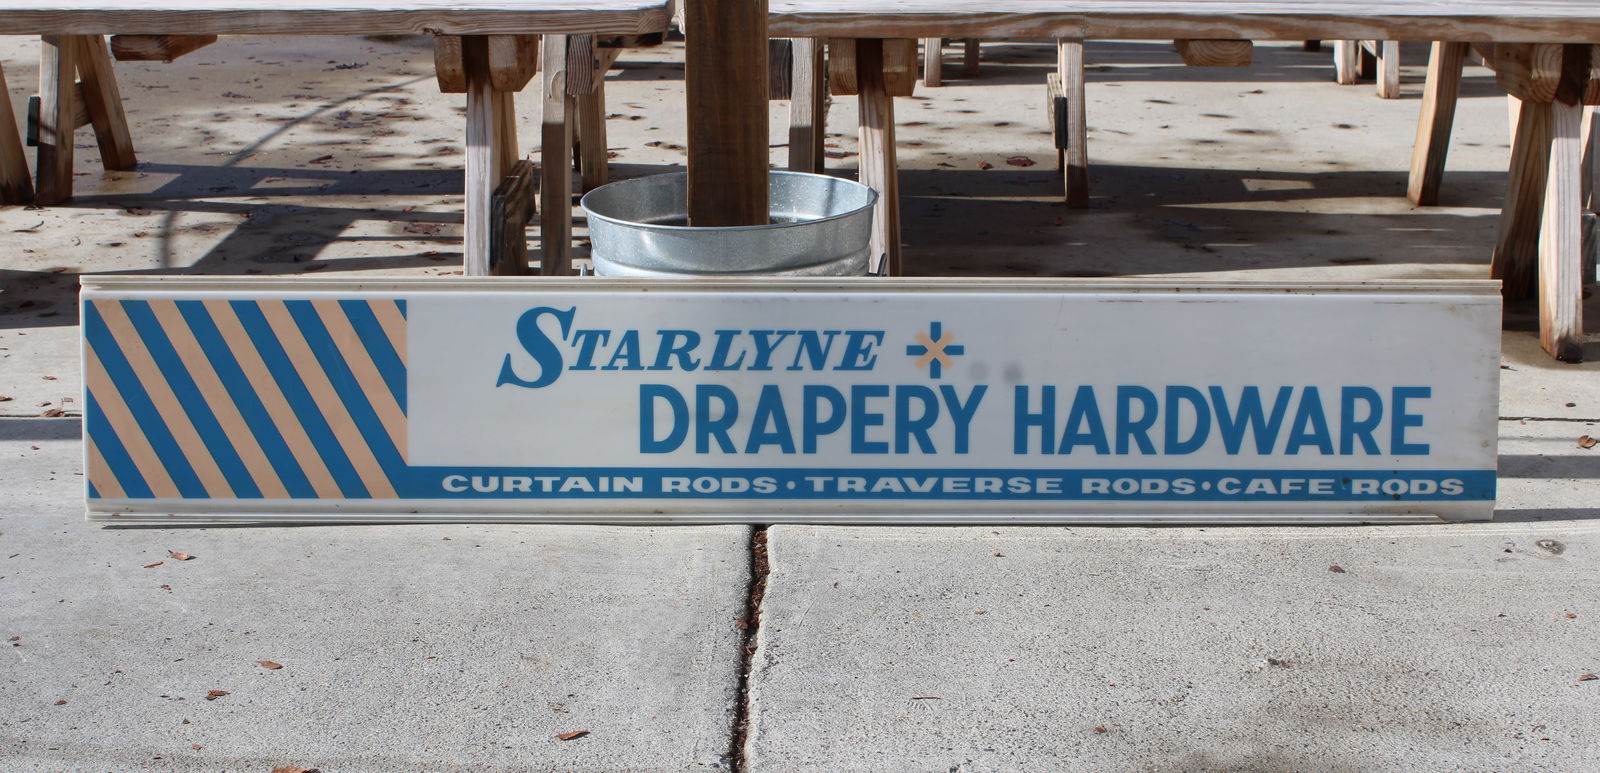 STARLYNE
DRAPERY HARDWARE
CURTAIN RODS · TRAVERSE RODS · CAFE RODS